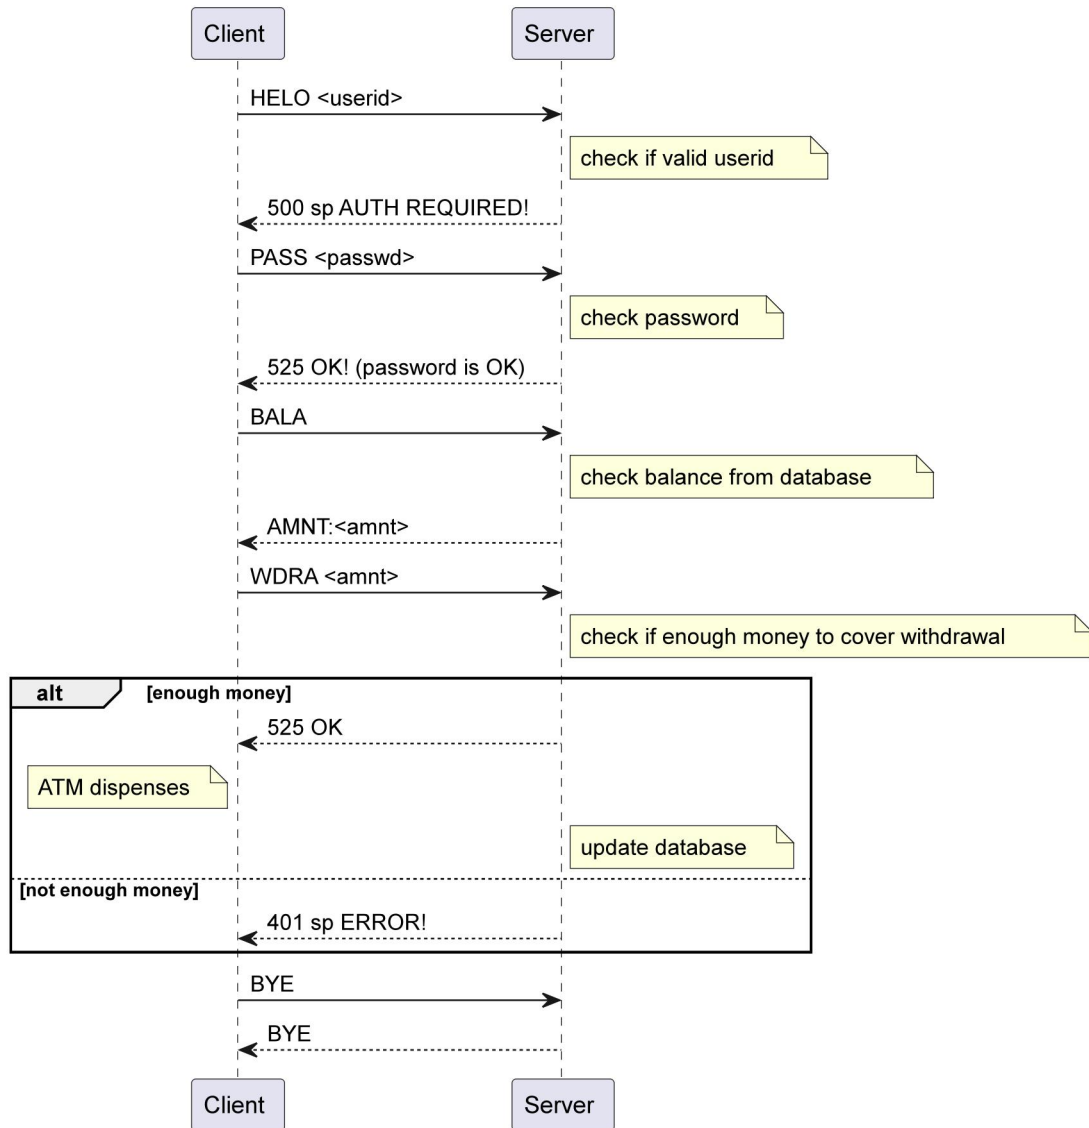 Client
Server
HELO <userid>
check if valid userid
500 sp AUTH REQUIRED!
PASS <passwd>
check password
525 OK! (password is OK)
BALA
check balance from database
AMNT:<amnt>
WDRA <amnt>
check if enough money to cover withdrawal
alt
[enough money]
525 OK
ATM dispenses
update database
[not enough money]
401 sp ERROR!
BYE
BYE
Client
Server